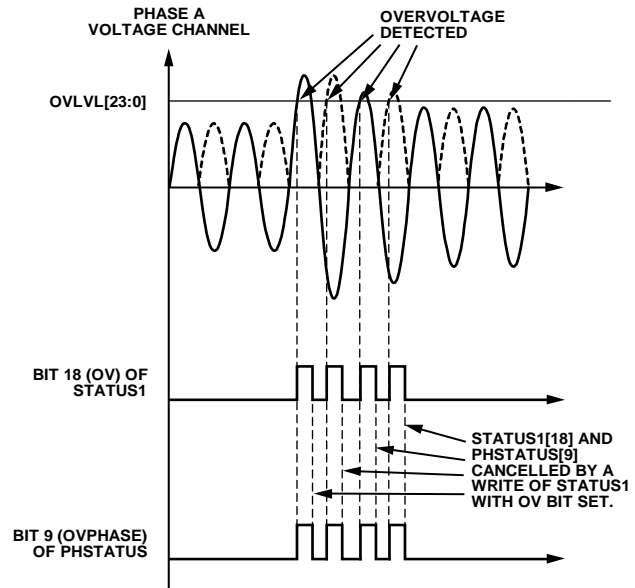 PHASE A
VOLTAGE CHANNEL
OVERVOLTAGE
DETECTED
OVLVL[23:0]
BIT 18 (OV) OF
STATUS1
STATUS1[18] AND
PHSTATUS[9]
CANCELLED BY A
WRITE OF STATUS1
WITH OV BIT SET.
BIT 9 (OVPHASE)
OF PHSTATUS